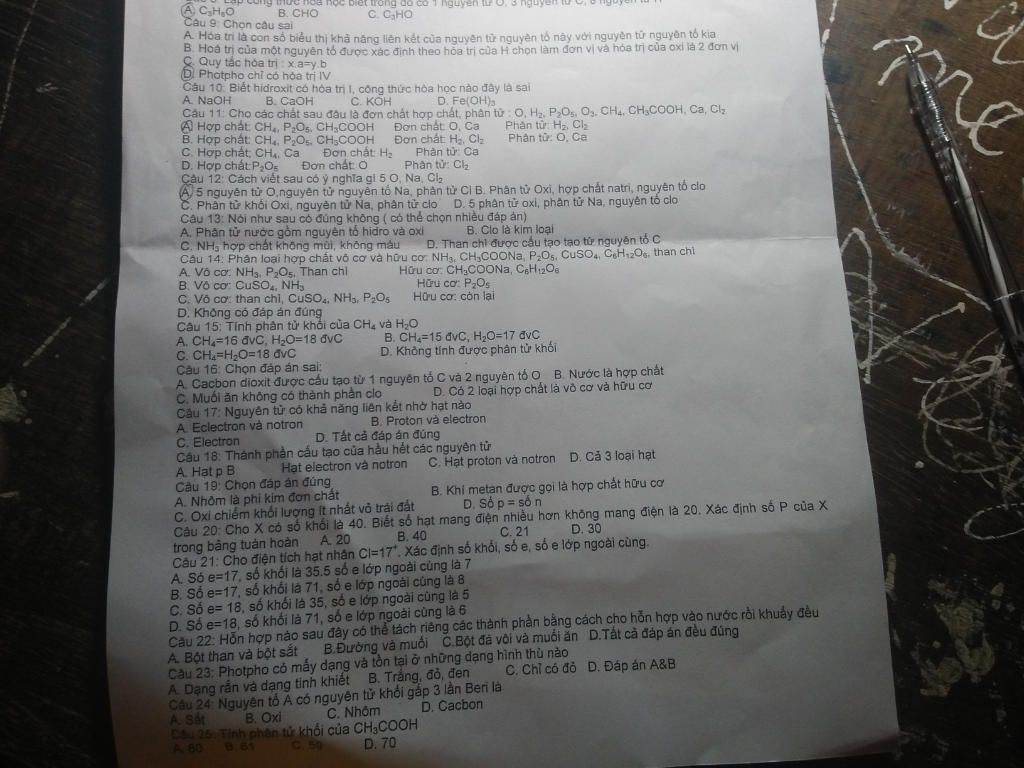 Câu 8: Lập công thức hóa học biết trong đó có 1 nguyên tử O, 3 nguyên tử C, 6 nguyên tử H
A. C₃H₆O B. CHO C. C₃HO
Câu 9: Chọn câu sai
A. Hóa trị là con số biểu thị khả năng liên kết của nguyên tử nguyên tố này với nguyên tử nguyên tố kia
B. Hoá trị của một nguyên tố được xác định theo hóa trị của H chọn làm đơn vị và hóa trị của oxi là 2 đơn vị
C. Quy tắc hóa trị : x.a=y.b
D. Photpho chỉ có hóa trị IV
Câu 10: Biết hidroxit có hóa trị I, công thức hòa học nào đây là sai
A. NaOH B. CaOH C. KOH D. Fe(OH)₃
Câu 11: Cho các chất sau đâu là đơn chất hợp chất, phân tử : O, H₂, P₂O₅, O₃, CH₄, CH₃COOH, Ca, Cl₂
A. Hợp chất: CH₄, P₂O₅, CH₃COOH Đơn chất: O, Ca Phân tử: H₂, Cl₂
B. Hợp chất: CH₄, P₂O₅, CH₃COOH Đơn chất: H₂, Cl₂ Phân tử: O, Ca
C. Hợp chất; CH₄, Ca Đơn chất: H₂ Phân tử: Ca
D. Hợp chất:P₂O₅ Đơn chất: O Phân tử: Cl₂
Câu 12: Cách viết sau có ý nghĩa gì 5 O, Na, Cl₂
A. 5 nguyên tử O,nguyên tử nguyên tố Na, phân tử Cl B. Phân tử Oxi, hợp chất natri, nguyên tố clo
C. Phân tử khối Oxi, nguyên tử Na, phân tử clo D. 5 phân tử oxi, phân tử Na, nguyên tố clo
Câu 13: Nói như sau có đúng không ( có thể chọn nhiều đáp án)
A. Phân tử nước gồm nguyên tố hidro và oxi B. Clo là kim loại
C. NH₃ hợp chất không mùi, không màu D. Than chì được cấu tạo tạo từ nguyên tố C
Câu 14: Phân loại hợp chất vô cơ và hữu cơ: NH₃, CH₃COONa, P₂O₅, CuSO₄, C₆H₁₂O₆, than chì
A. Vô cơ: NH₃, P₂O₅, Than chì Hữu cơ: CH₃COONa, C₆H₁₂O₆
B. Vô cơ: CuSO₄, NH₃ Hữu cơ: P₂O₅
C. Vô cơ: than chì, CuSO₄, NH₃, P₂O₅ Hữu cơ: còn lại
D. Không có đáp án đúng
Câu 15: Tính phân tử khối của CH₄ và H₂O
A. CH₄=16 đvC, H₂O=18 đvC B. CH₄=15 đvC, H₂O=17 đvC
C. CH₄=H₂O=18 đvC D. Không tính được phân tử khối
Câu 16: Chọn đáp án sai:
A. Cacbon dioxit được cấu tạo từ 1 nguyên tố C và 2 nguyên tố O B. Nước là hợp chất
C. Muối ăn không có thành phần clo D. Có 2 loại hợp chất là vô cơ và hữu cơ
Câu 17: Nguyên tử có khả năng liên kết nhờ hạt nào
A. Eclectron và notron B. Proton và electron
C. Electron D. Tất cả đáp án đúng
Câu 18: Thành phần cấu tạo của hầu hết các nguyên tử
A. Hạt p B Hạt electron và notron C. Hạt proton và notron D. Cả 3 loại hạt
Câu 19: Chọn đáp án đúng
A. Nhôm là phi kim đơn chất B. Khí metan được gọi là hợp chất hữu cơ
C. Oxi chiếm khối lượng ít nhất vỏ trái đất D. Số p = số n
Câu 20: Cho X có số khối là 40. Biết số hạt mang điện nhiều hơn không mang điện là 20. Xác định số P của X
trong bảng tuần hoàn A. 20 B. 40 C. 21 D. 30
Câu 21: Cho điện tích hạt nhân Cl=17⁺. Xác định số khối, số e, số e lớp ngoài cùng.
A. Số e=17, số khối là 35.5 số e lớp ngoài cùng là 7
B. Số e=17, số khối là 71, số e lớp ngoài cùng là 8
C. Số e= 18, số khối là 35, số e lớp ngoài cùng là 5
D. Số e=18, số khối là 71, số e lớp ngoài cùng là 6
Câu 22: Hỗn hợp nào sau đây có thể tách riêng các thành phần bằng cách cho hỗn hợp vào nước rồi khuấy đều
A. Bột than và bột sắt B.Đường và muối C.Bột đá vôi và muối ăn D.Tất cả đáp án đều đúng
Câu 23: Photpho có mấy dạng và tồn tại ở những dạng hình thù nào
A. Dạng rắn và dạng tinh khiết B. Trắng, đỏ, đen C. Chỉ có đỏ D. Đáp án A&B
Câu 24: Nguyên tố A có nguyên tử khối gấp 3 lần Beri là
A. Sắt B. Oxi C. Nhôm D. Cacbon
Câu 25: Tính phân tử khối của CH₃COOH
A. 60 B. 61 C. 59 D. 70
me